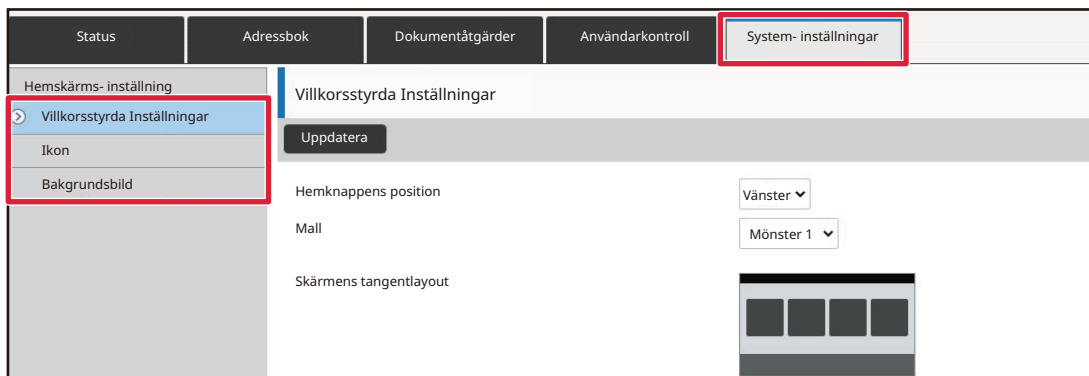 Status
Adressbok
Dokumentåtgärder
Användarkontroll
System- inställningar
Hemskärms- inställning
Villkorsstyrda Inställningar
Ikon
Bakgrundsbild
Villkorsstyrda Inställningar
Uppdatera
Hemknappens position
Vänster
Mall
Mönster 1
Skärmens tangentlayout